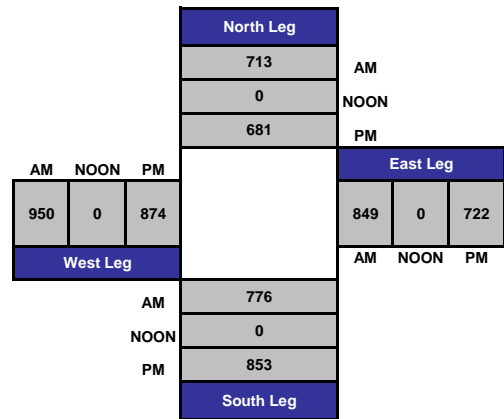 North Leg
713 AM
0 NOON
681 PM
AM NOON PM East Leg
950 0 874 849 0 722
West Leg AM NOON PM
AM 776
NOON 0
PM 853
South Leg